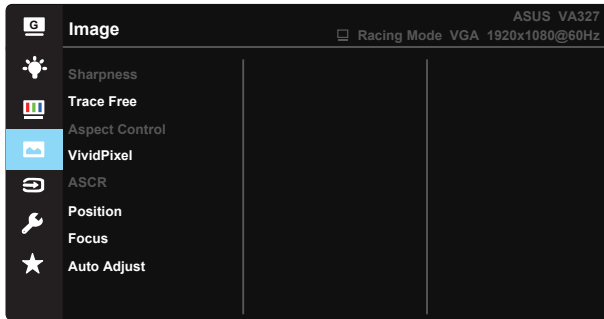 G
Image
ASUS VA327
Racing Mode VGA 1920x1080@60Hz
Sharpness
Trace Free
Aspect Control
VividPixel
ASCR
Position
Focus
Auto Adjust